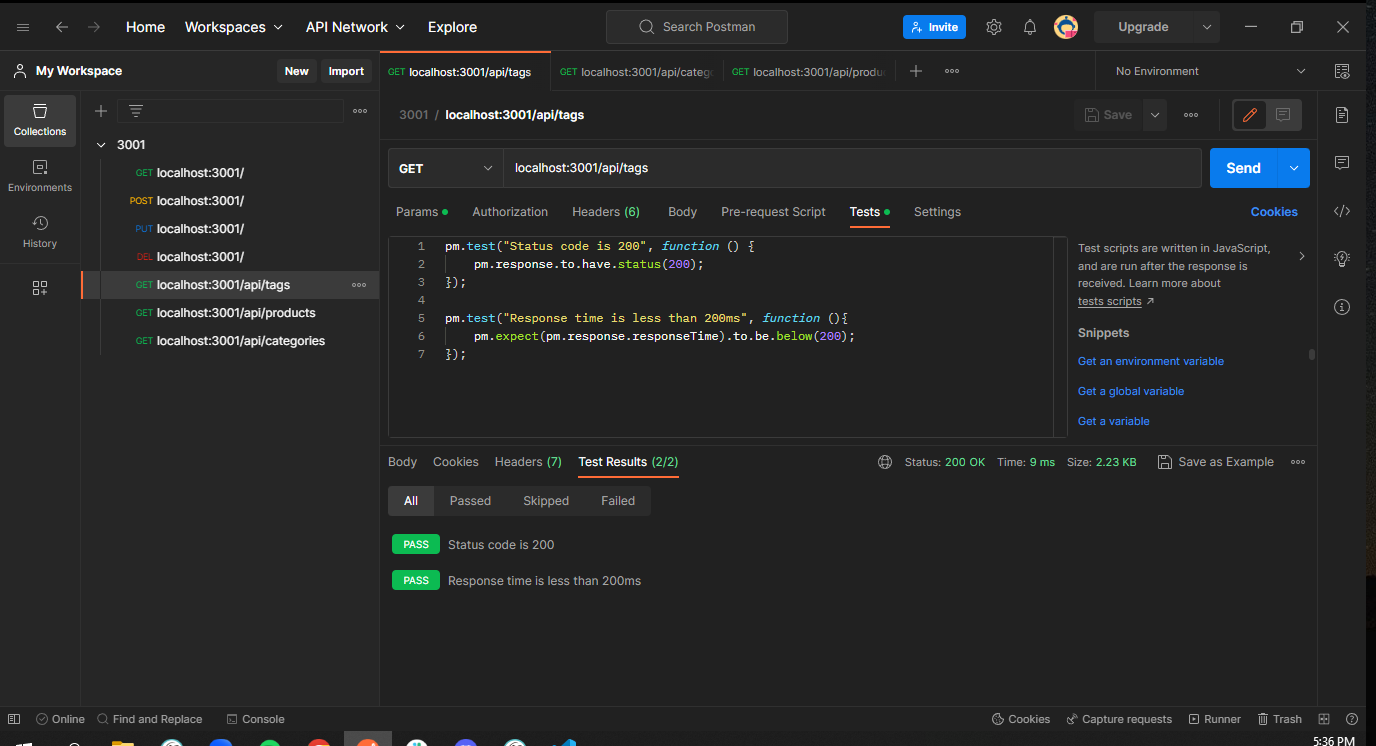 Home Workspaces API Network Explore Search Postman Invite Upgrade
My Workspace New Import
GET localhost:3001/api/tags GET localhost:3001/api/categ GET localhost:3001/api/produ No Environment
Collections
Environments
History
3001
GET localhost:3001/
POST localhost:3001/
PUT localhost:3001/
DEL localhost:3001/
GET localhost:3001/api/tags
GET localhost:3001/api/products
GET localhost:3001/api/categories
3001 / localhost:3001/api/tags Save
GET localhost:3001/api/tags Send
Params Authorization Headers (6) Body Pre-request Script Tests Settings Cookies
1 pm.test("Status code is 200", function () {
2 pm.response.to.have.status(200);
3 });
4
5 pm.test("Response time is less than 200ms", function (){
6 pm.expect(pm.response.responseTime).to.be.below(200);
7 });
Test scripts are written in JavaScript,
and are run after the response is
received. Learn more about
tests scripts ↗
Snippets
Get an environment variable
Get a global variable
Get a variable
Body Cookies Headers (7) Test Results (2/2) Status: 200 OK Time: 9 ms Size: 2.23 KB Save as Example
All Passed Skipped Failed
PASS Status code is 200
PASS Response time is less than 200ms
Online Find and Replace Console Cookies Capture requests Runner Trash
5:36 PM